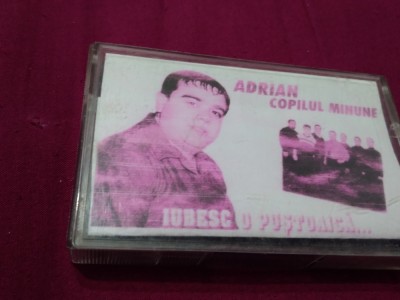 ADRIAN
COPILUL MINUNE
IUBESC O PUȘTOAICĂ...